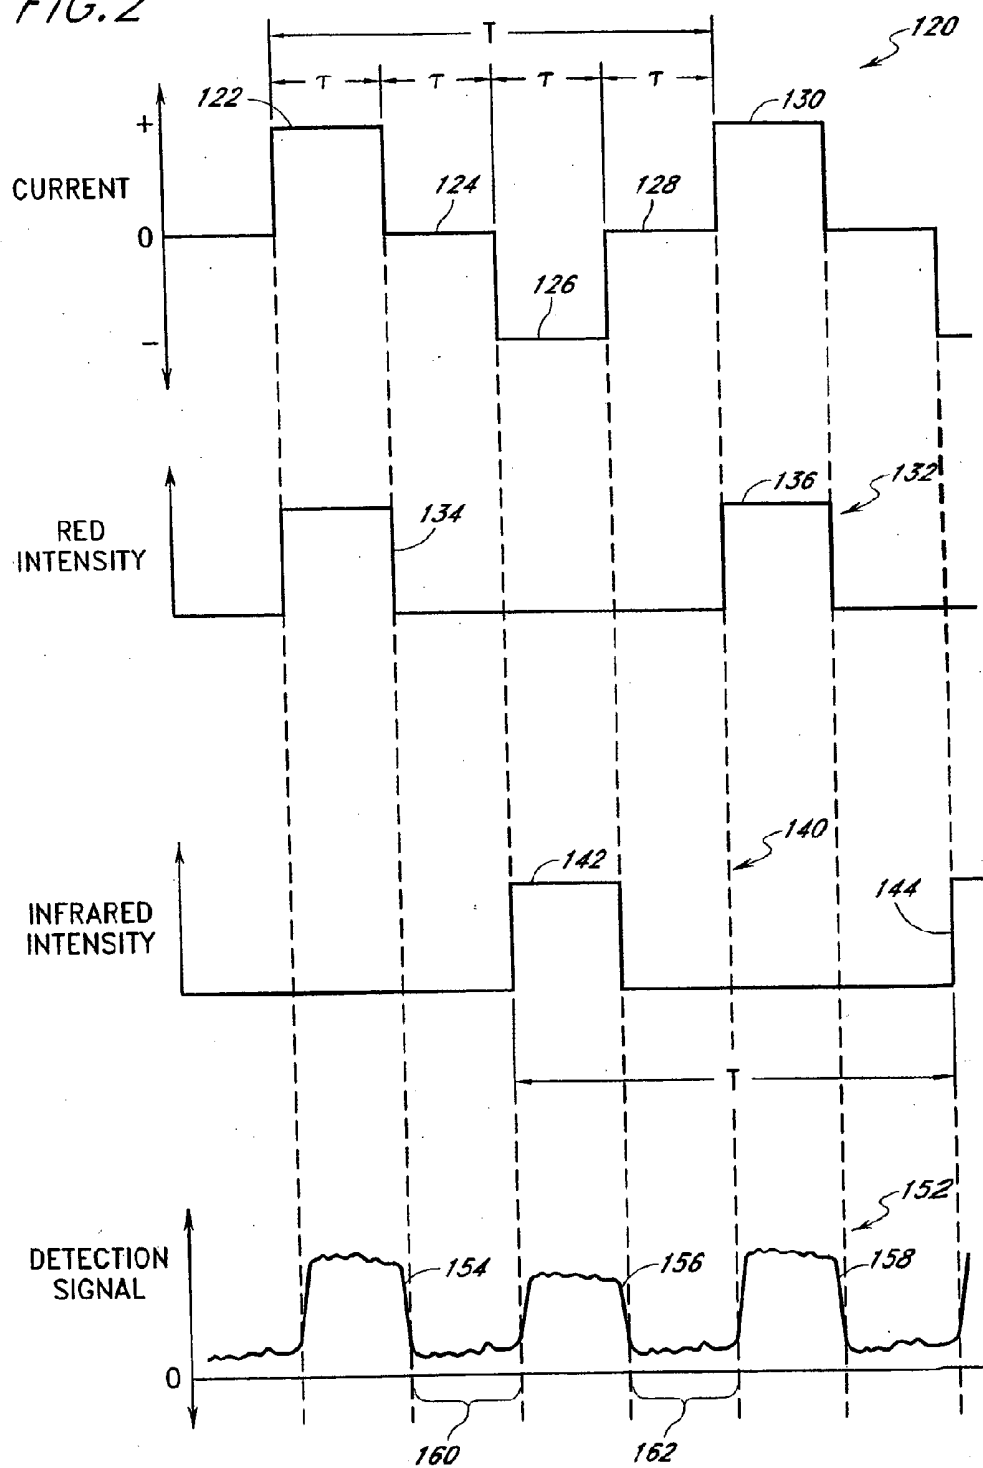 FIG. 2
120
T
τ τ τ τ
122
130
+
CURRENT
124
128
0
126
-
136
132
RED
INTENSITY
134
140
142
144
INFRARED
INTENSITY
T
152
DETECTION
SIGNAL
154
156
158
0
160
162